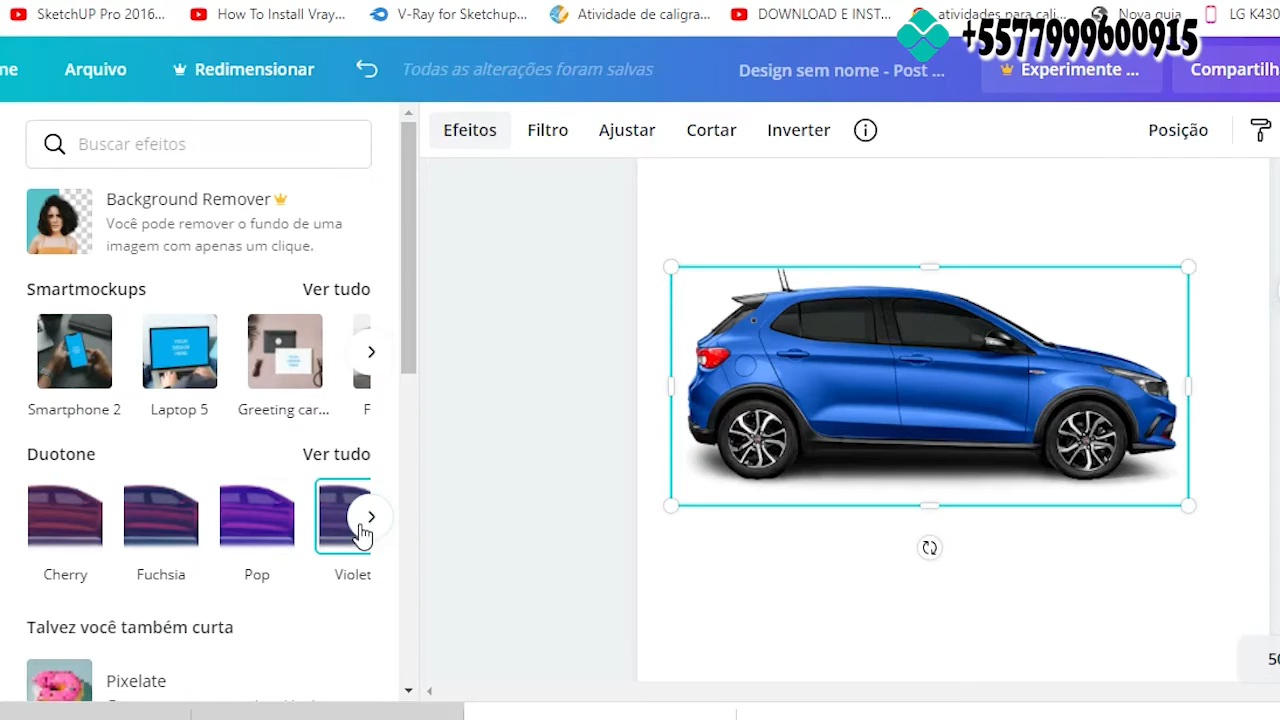 SketchUP Pro 2016...
How To Install Vray...
V-Ray for Sketchup...
Atividade de caligra...
DOWNLOAD E INST...
atividades para cali...
Nova guia
LG K430
+5577999600915
me
Arquivo
Redimensionar
Todas as alterações foram salvas
Design sem nome - Post ...
Experimente ...
Compartilh
Buscar efeitos
Efeitos
Filtro
Ajustar
Cortar
Inverter
Posição
Background Remover
Você pode remover o fundo de uma
imagem com apenas um clique.
Smartmockups
Ver tudo
Smartphone 2
Laptop 5
Greeting car...
F
Duotone
Ver tudo
Cherry
Fuchsia
Pop
Violet
Talvez você também curta
Pixelate
50